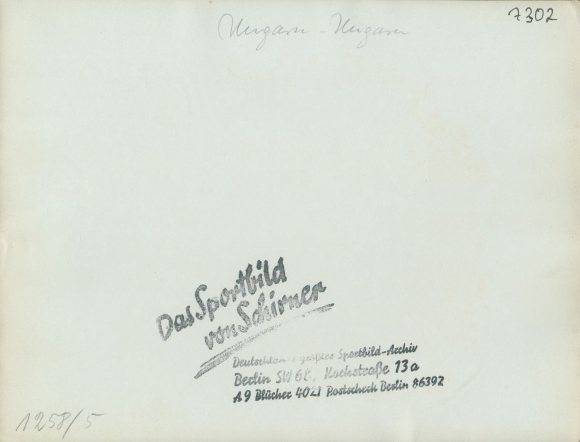 7302
Ungarn - Ungarn
Das Sportbild
von Schirner
Deutschlands größtes Sportbild-Archiv
Berlin SW 68, Kochstraße 13a
A9 Blücher 4021 Postscheck Berlin 86392
1258/5